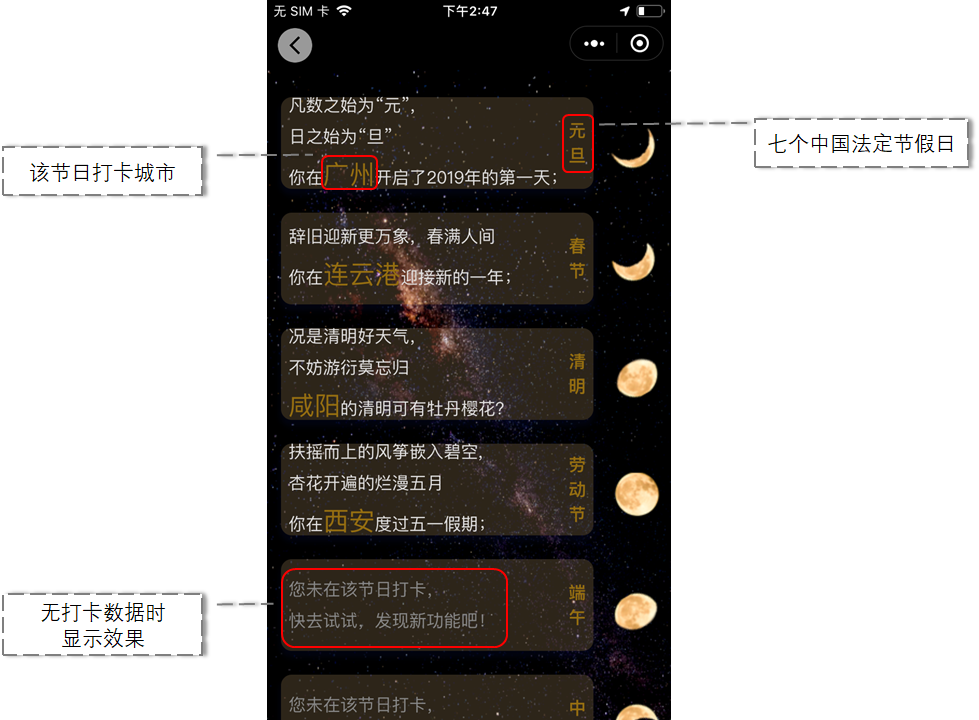 无 SIM 卡
下午2:47
凡数之始为“元”，
日之始为“旦”
你在广州开启了2019年的第一天；
元
旦
七个中国法定节假日
该节日打卡城市
辞旧迎新更万象，春满人间
你在连云港迎接新的一年；
春
节
况是清明好天气，
不妨游衍莫忘归
咸阳的清明可有牡丹樱花？
清
明
扶摇而上的风筝嵌入碧空，
杏花开遍的烂漫五月
你在西安度过五一假期；
劳
动
节
您未在该节日打卡，
快去试试，发现新功能吧！
端
午
无打卡数据时
显示效果
您未在该节日打卡，
中